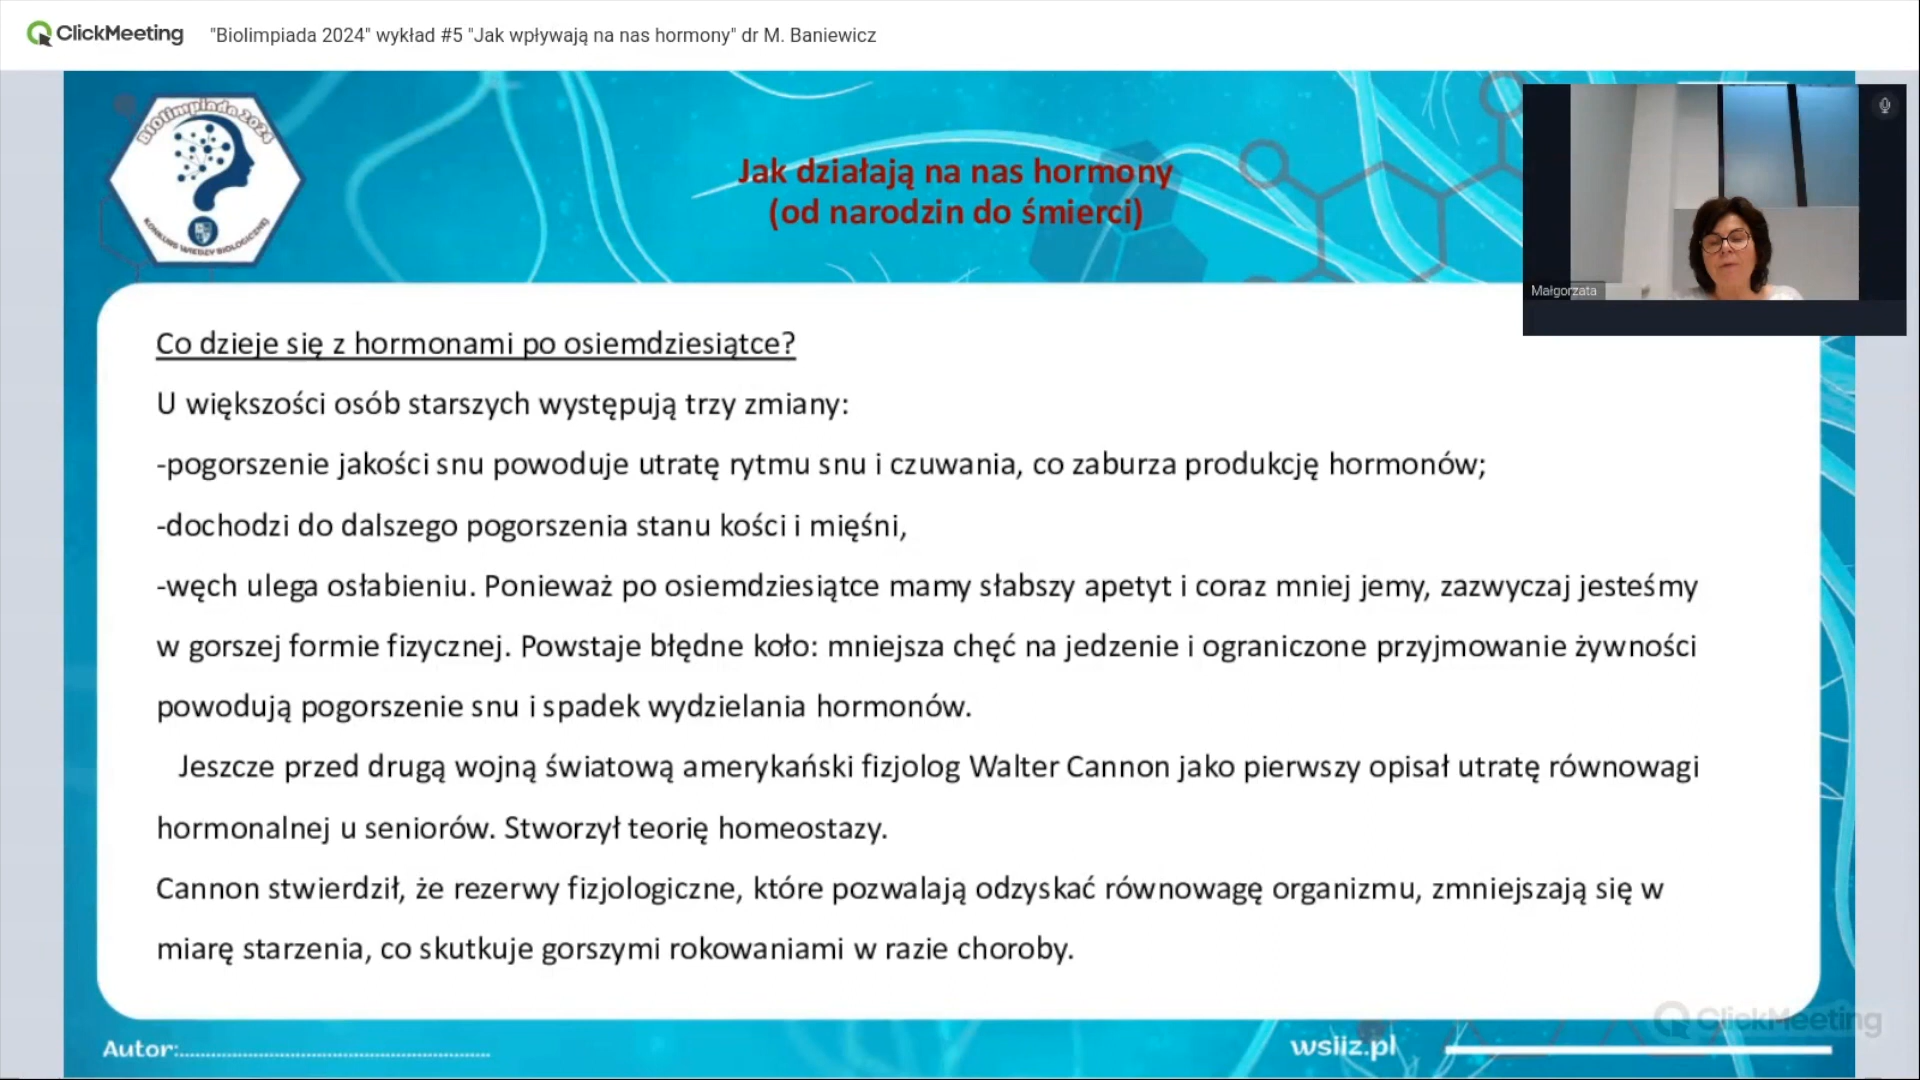 ClickMeeting
"Biolimpiada 2024" wykład #5 "Jak wpływają na nas hormony" dr M. Baniewicz
BIOlimpiada 2024
KONKURS WIEDZY BIOLOGICZNEJ
Jak działają na nas hormony
(od narodzin do śmierci)
Małgorzata
Co dzieje się z hormonami po osiemdziesiątce?
U większości osób starszych występują trzy zmiany:
-pogorszenie jakości snu powoduje utratę rytmu snu i czuwania, co zaburza produkcję hormonów;
-dochodzi do dalszego pogorszenia stanu kości i mięśni,
-węch ulega osłabieniu. Ponieważ po osiemdziesiątce mamy słabszy apetyt i coraz mniej jemy, zazwyczaj jesteśmy
w gorszej formie fizycznej. Powstaje błędne koło: mniejsza chęć na jedzenie i ograniczone przyjmowanie żywności
powodują pogorszenie snu i spadek wydzielania hormonów.
Jeszcze przed drugą wojną światową amerykański fizjolog Walter Cannon jako pierwszy opisał utratę równowagi
hormonalnej u seniorów. Stworzył teorię homeostazy.
Cannon stwierdził, że rezerwy fizjologiczne, które pozwalają odzyskać równowagę organizmu, zmniejszają się w
miarę starzenia, co skutkuje gorszymi rokowaniami w razie choroby.
ClickMeeting
Autor:....................................................
wsiiz.pl